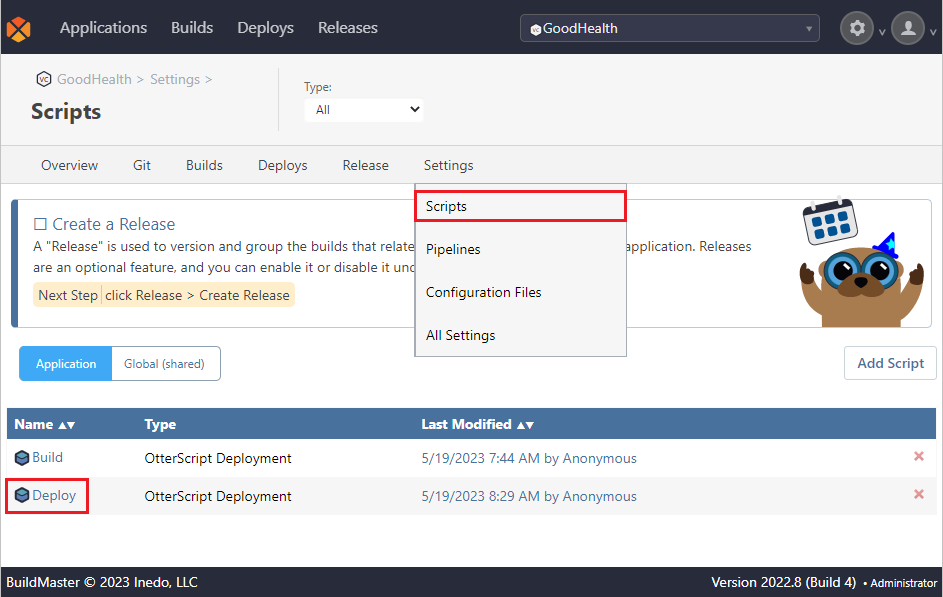 Applications Builds Deploys Releases GoodHealth
VC GoodHealth > Settings >
Scripts
Type:
All
Overview Git Builds Deploys Release Settings
Scripts
Pipelines
Configuration Files
All Settings
Create a Release
A "Release" is used to version and group the builds that relate application. Releases
are an optional feature, and you can enable it or disable it
Next Step click Release > Create Release
Application Global (shared) Add Script
Name Type Last Modified
Build OtterScript Deployment 5/19/2023 7:44 AM by Anonymous
Deploy OtterScript Deployment 5/19/2023 8:29 AM by Anonymous
BuildMaster © 2023 Inedo, LLC Version 2022.8 (Build 4) • Administrator